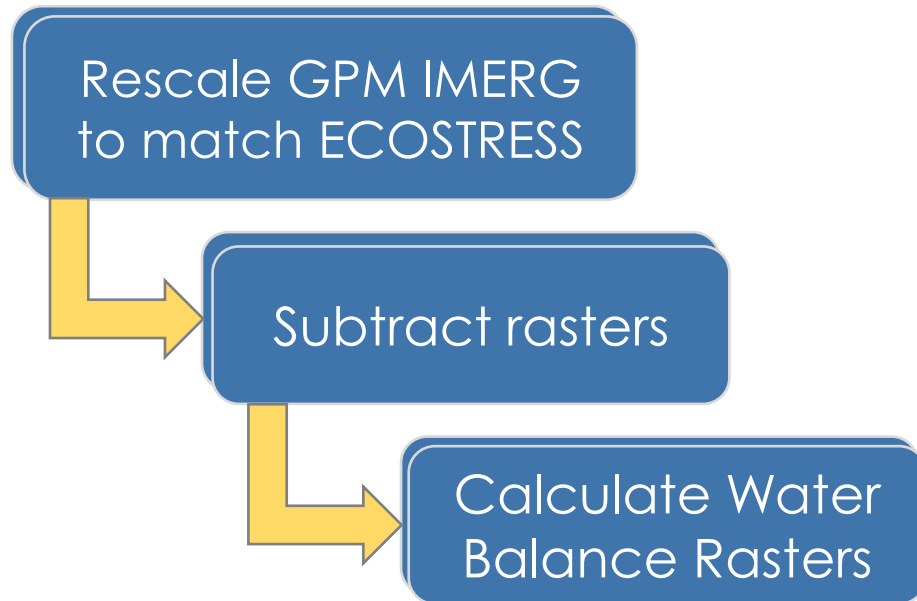 Rescale GPM IMERG
to match ECOSTRESS
Subtract rasters
Calculate Water
Balance Rasters